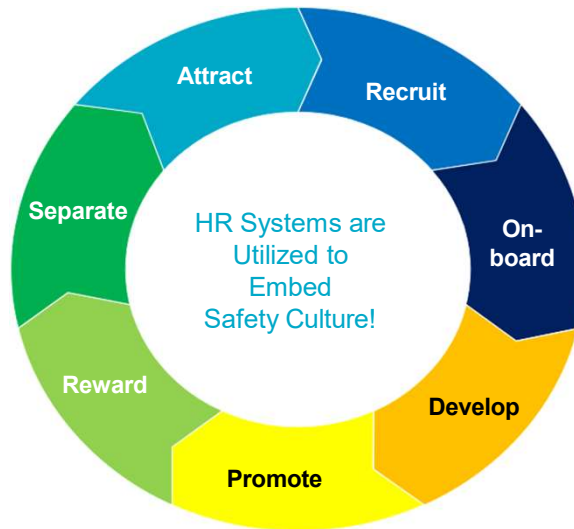 Attract
Recruit
On-
board
Develop
Promote
Reward
Separate
HR Systems are
Utilized to
Embed
Safety Culture!